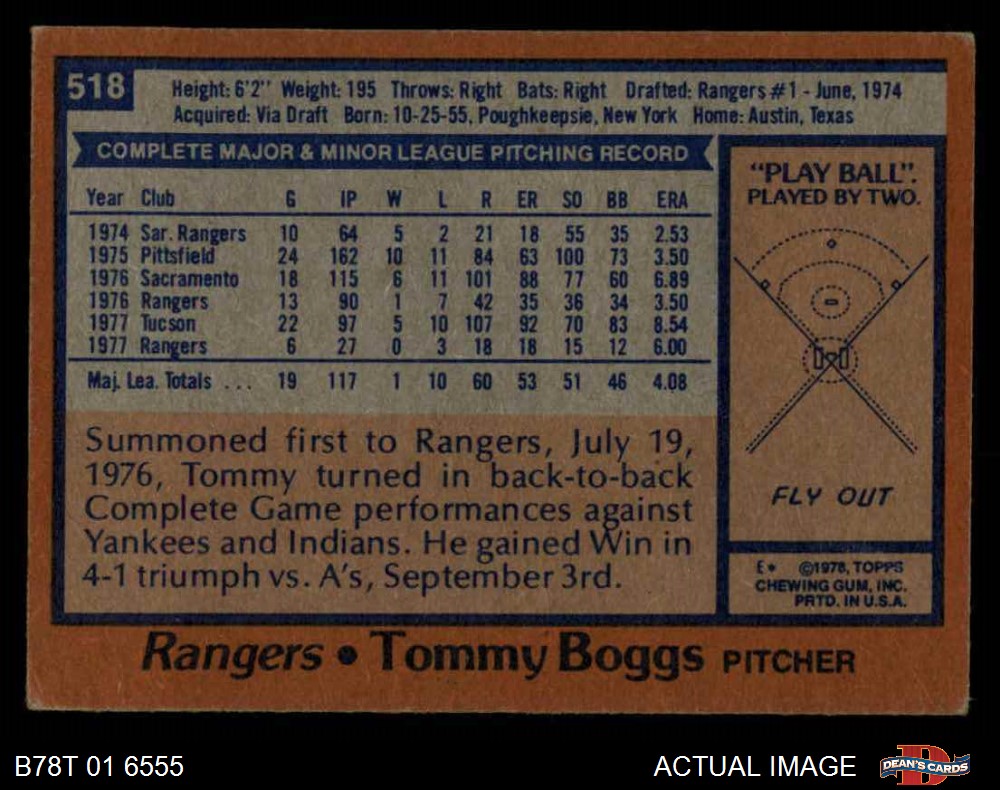 518
Height: 6'2" Weight: 195 Throws: Right Bats: Right Drafted: Rangers #1 - June, 1974
Acquired: Via Draft Born: 10-25-55, Poughkeepsie, New York Home: Austin, Texas
COMPLETE MAJOR & MINOR LEAGUE PITCHING RECORD
Year Club G IP W L R ER SO BB ERA
1974 Sar. Rangers 10 64 5 2 21 18 55 35 2.53
1975 Pittsfield 24 162 10 11 84 63 100 73 3.50
1976 Sacramento 18 115 6 11 101 88 77 60 6.89
1976 Rangers 13 90 1 7 42 35 36 34 3.50
1977 Tucson 22 97 5 10 107 92 70 83 8.54
1977 Rangers 6 27 0 3 18 18 15 12 6.00
Maj. Lea. Totals ... 19 117 1 10 60 53 51 46 4.08
Summoned first to Rangers, July 19,
1976, Tommy turned in back-to-back
Complete Game performances against
Yankees and Indians. He gained Win in
4-1 triumph vs. A's, September 3rd.
"PLAY BALL".
PLAYED BY TWO.
FLY OUT
E* ©1978, TOPPS
CHEWING GUM, INC.
PRTD. IN U.S.A.
Rangers • Tommy Boggs PITCHER
B78T 01 6555
ACTUAL IMAGE
D
DEAN'S CARDS